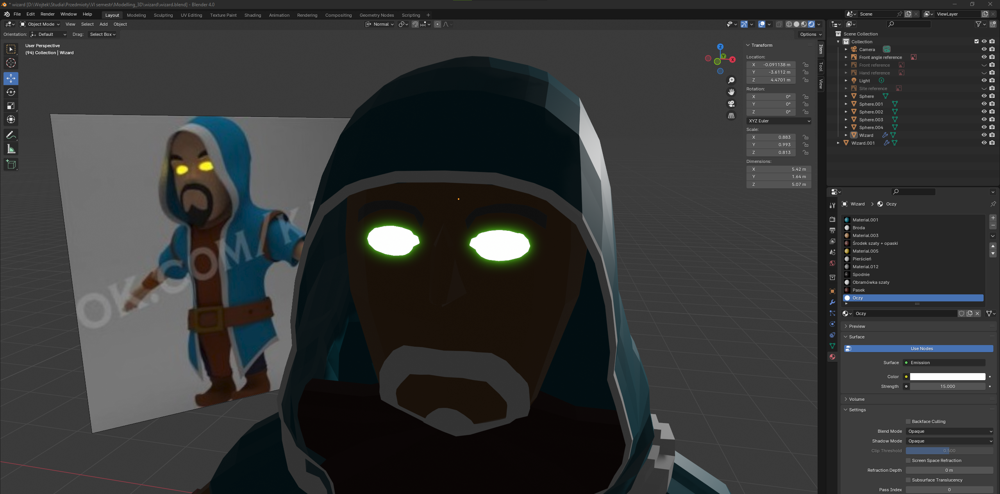 * wizard [D:\Wojtek\Studia\Przedmioty\VI semestr\Modelling_3D\wizard\wizard.blend] - Blender 4.0
File Edit Render Window Help Layout Modeling Sculpting UV Editing Texture Paint Shading Animation Rendering Compositing Geometry Nodes Scripting + Scene ViewLayer
Object Mode View Select Add Object Normal
Orientation: Default Drag: Select Box Options
User Perspective
(94) Collection | Wizard
Z
Y
X
OK.COM
Transform
Location:
X -0.091138 m
Y -3.6112 m
Z 4.4701 m
Rotation:
X 0°
Y 0°
Z 0°
XYZ Euler
Scale:
X 0.883
Y 0.993
Z 0.813
Dimensions:
X 5.42 m
Y 1.64 m
Z 5.07 m
Item
Tool
View
Scene Collection
Collection
Camera
Front angle reference
Front reference
Hand reference
Light
Site reference
Sphere
Sphere.001
Sphere.002
Sphere.003
Sphere.004
Wizard
Wizard.001
Wizard > Oczy
Material.001
Broda
Material.003
Środek szaty + opaski
Material.005
Pierścień
Material.012
Spodnie
Obramówka szaty
Pasek
Oczy
Oczy
Preview
Surface
Use Nodes
Surface Emission
Color
Strength 15.000
Volume
Settings
Backface Culling
Blend Mode Opaque
Shadow Mode Opaque
Clip Threshold 0.500
Screen Space Refraction
Refraction Depth 0 m
Subsurface Translucency
Pass Index 0